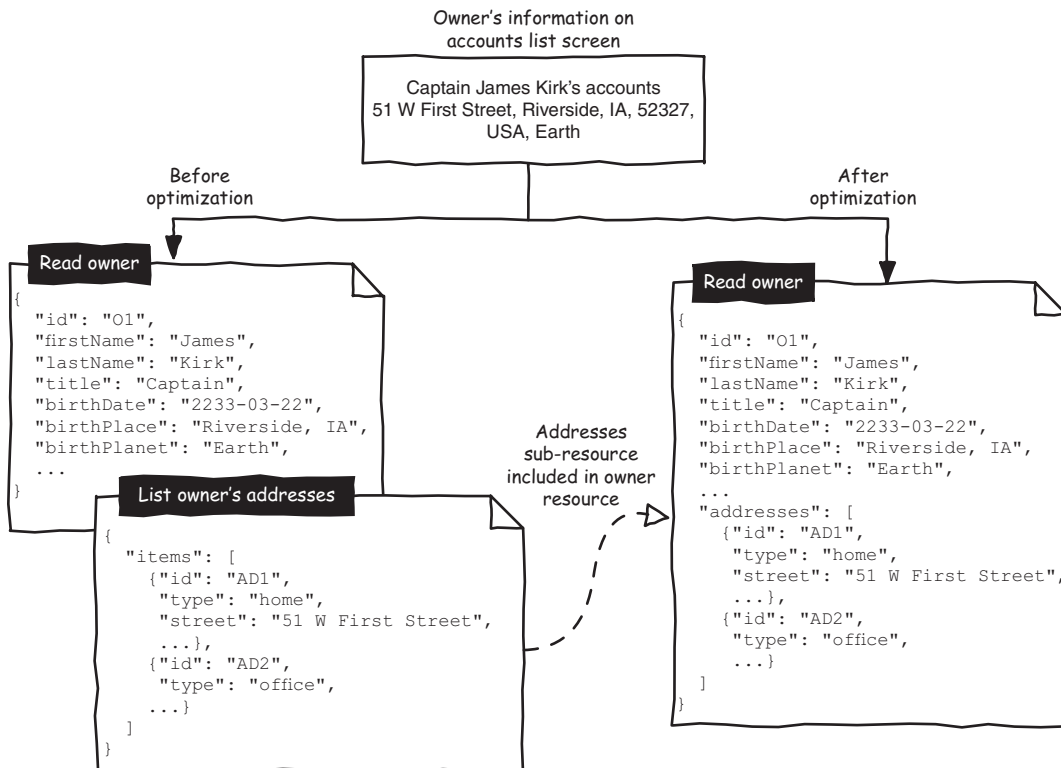 Owner's information on
accounts list screen
Captain James Kirk's accounts
51 W First Street, Riverside, IA, 52327,
USA, Earth
Before
optimization
After
optimization
Read owner
{
"id": "O1",
"firstName": "James",
"lastName": "Kirk",
"title": "Captain",
"birthDate": "2233-03-22",
"birthPlace": "Riverside, IA",
"birthPlanet": "Earth",
...
}
List owner's addresses
{
"items": [
{"id": "AD1",
"type": "home",
"street": "51 W First Street",
...},
{"id": "AD2",
"type": "office",
...}
]
}
Addresses
sub-resource
included in owner
resource
Read owner
{
"id": "O1",
"firstName": "James",
"lastName": "Kirk",
"title": "Captain",
"birthDate": "2233-03-22",
"birthPlace": "Riverside, IA",
"birthPlanet": "Earth",
...
"addresses": [
{"id": "AD1",
"type": "home",
"street": "51 W First Street",
...},
{"id": "AD2",
"type": "office",
...}
]
}